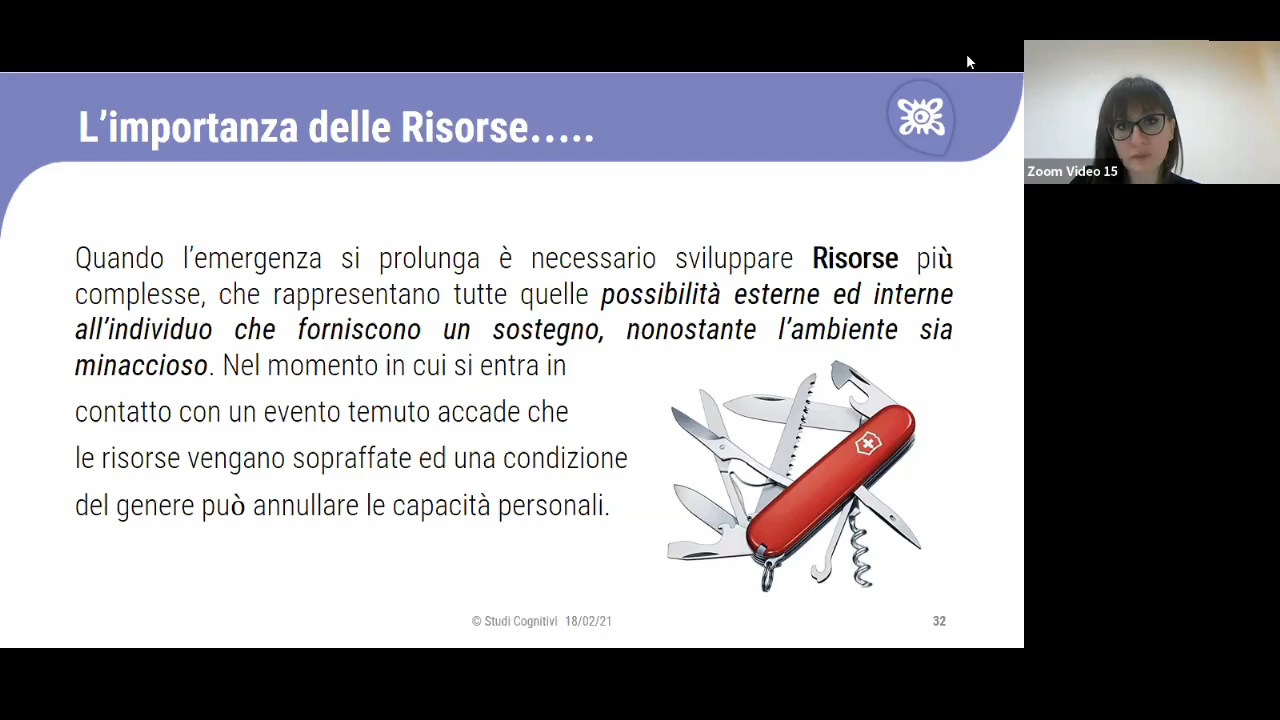 L'importanza delle Risorse.....
Zoom Video 15
Quando l'emergenza si prolunga è necessario sviluppare Risorse più
complesse, che rappresentano tutte quelle possibilità esterne ed interne
all'individuo che forniscono un sostegno, nonostante l'ambiente sia
minaccioso. Nel momento in cui si entra in
contatto con un evento temuto accade che
le risorse vengano sopraffate ed una condizione
del genere può annullare le capacità personali.
© Studi Cognitivi 18/02/21
32